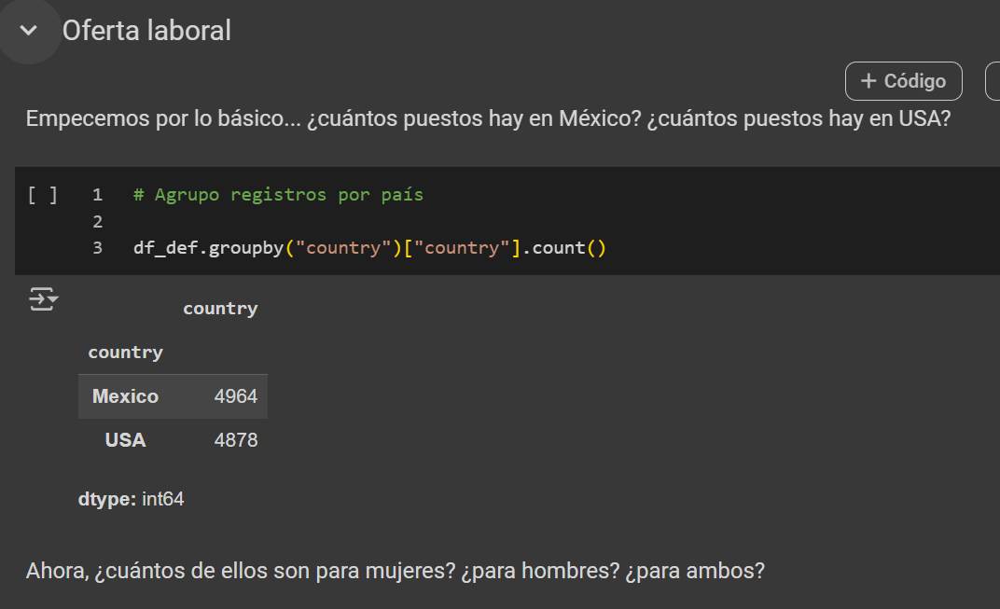 Oferta laboral
+ Código
Empecemos por lo básico... ¿cuántos puestos hay en México? ¿cuántos puestos hay en USA?
[ ] 1 # Agrupo registros por país
2
3 df_def.groupby("country")["country"].count()
country
country
Mexico 4964
USA 4878
dtype: int64
Ahora, ¿cuántos de ellos son para mujeres? ¿para hombres? ¿para ambos?